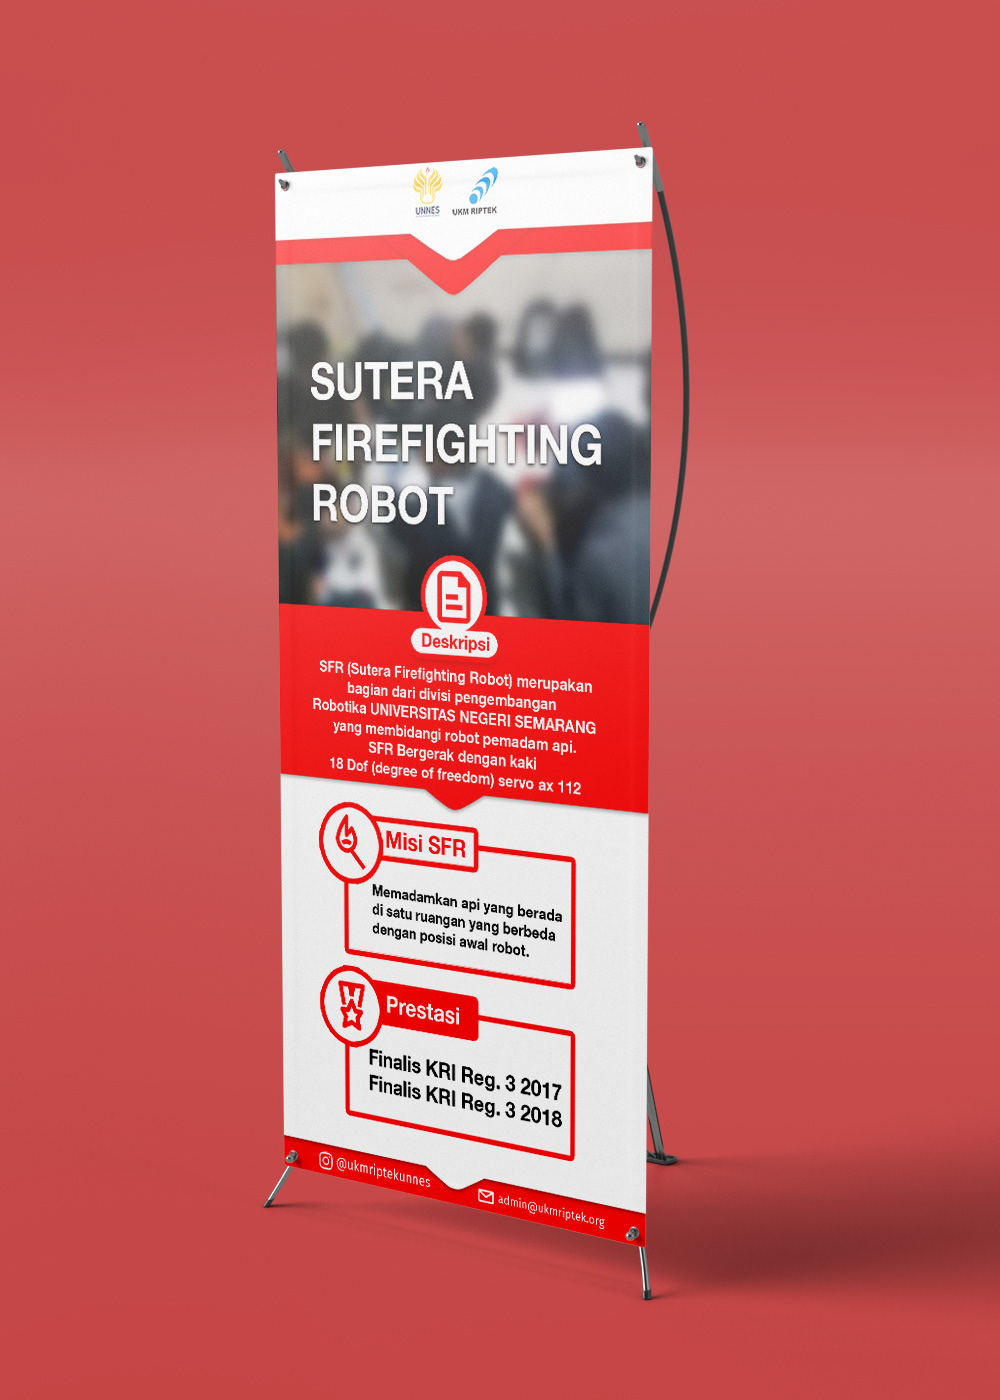 UNNES
UKM RIPTEK
SUTERA
FIREFIGHTING
ROBOT
Deskripsi
SFR (Sutera Firefighting Robot) merupakan
bagian dari divisi pengembangan
Robotika UNIVERSITAS NEGERI SEMARANG
yang membidangi robot pemadam api.
SFR Bergerak dengan kaki
18 Dof (degree of freedom) servo ax 112
Misi SFR
Memadamkan api yang berada
di satu ruangan yang berbeda
dengan posisi awal robot.
Prestasi
Finalis KRI Reg. 3 2017
Finalis KRI Reg. 3 2018
@ukmriptekunnes
admin@ukmriptek.org